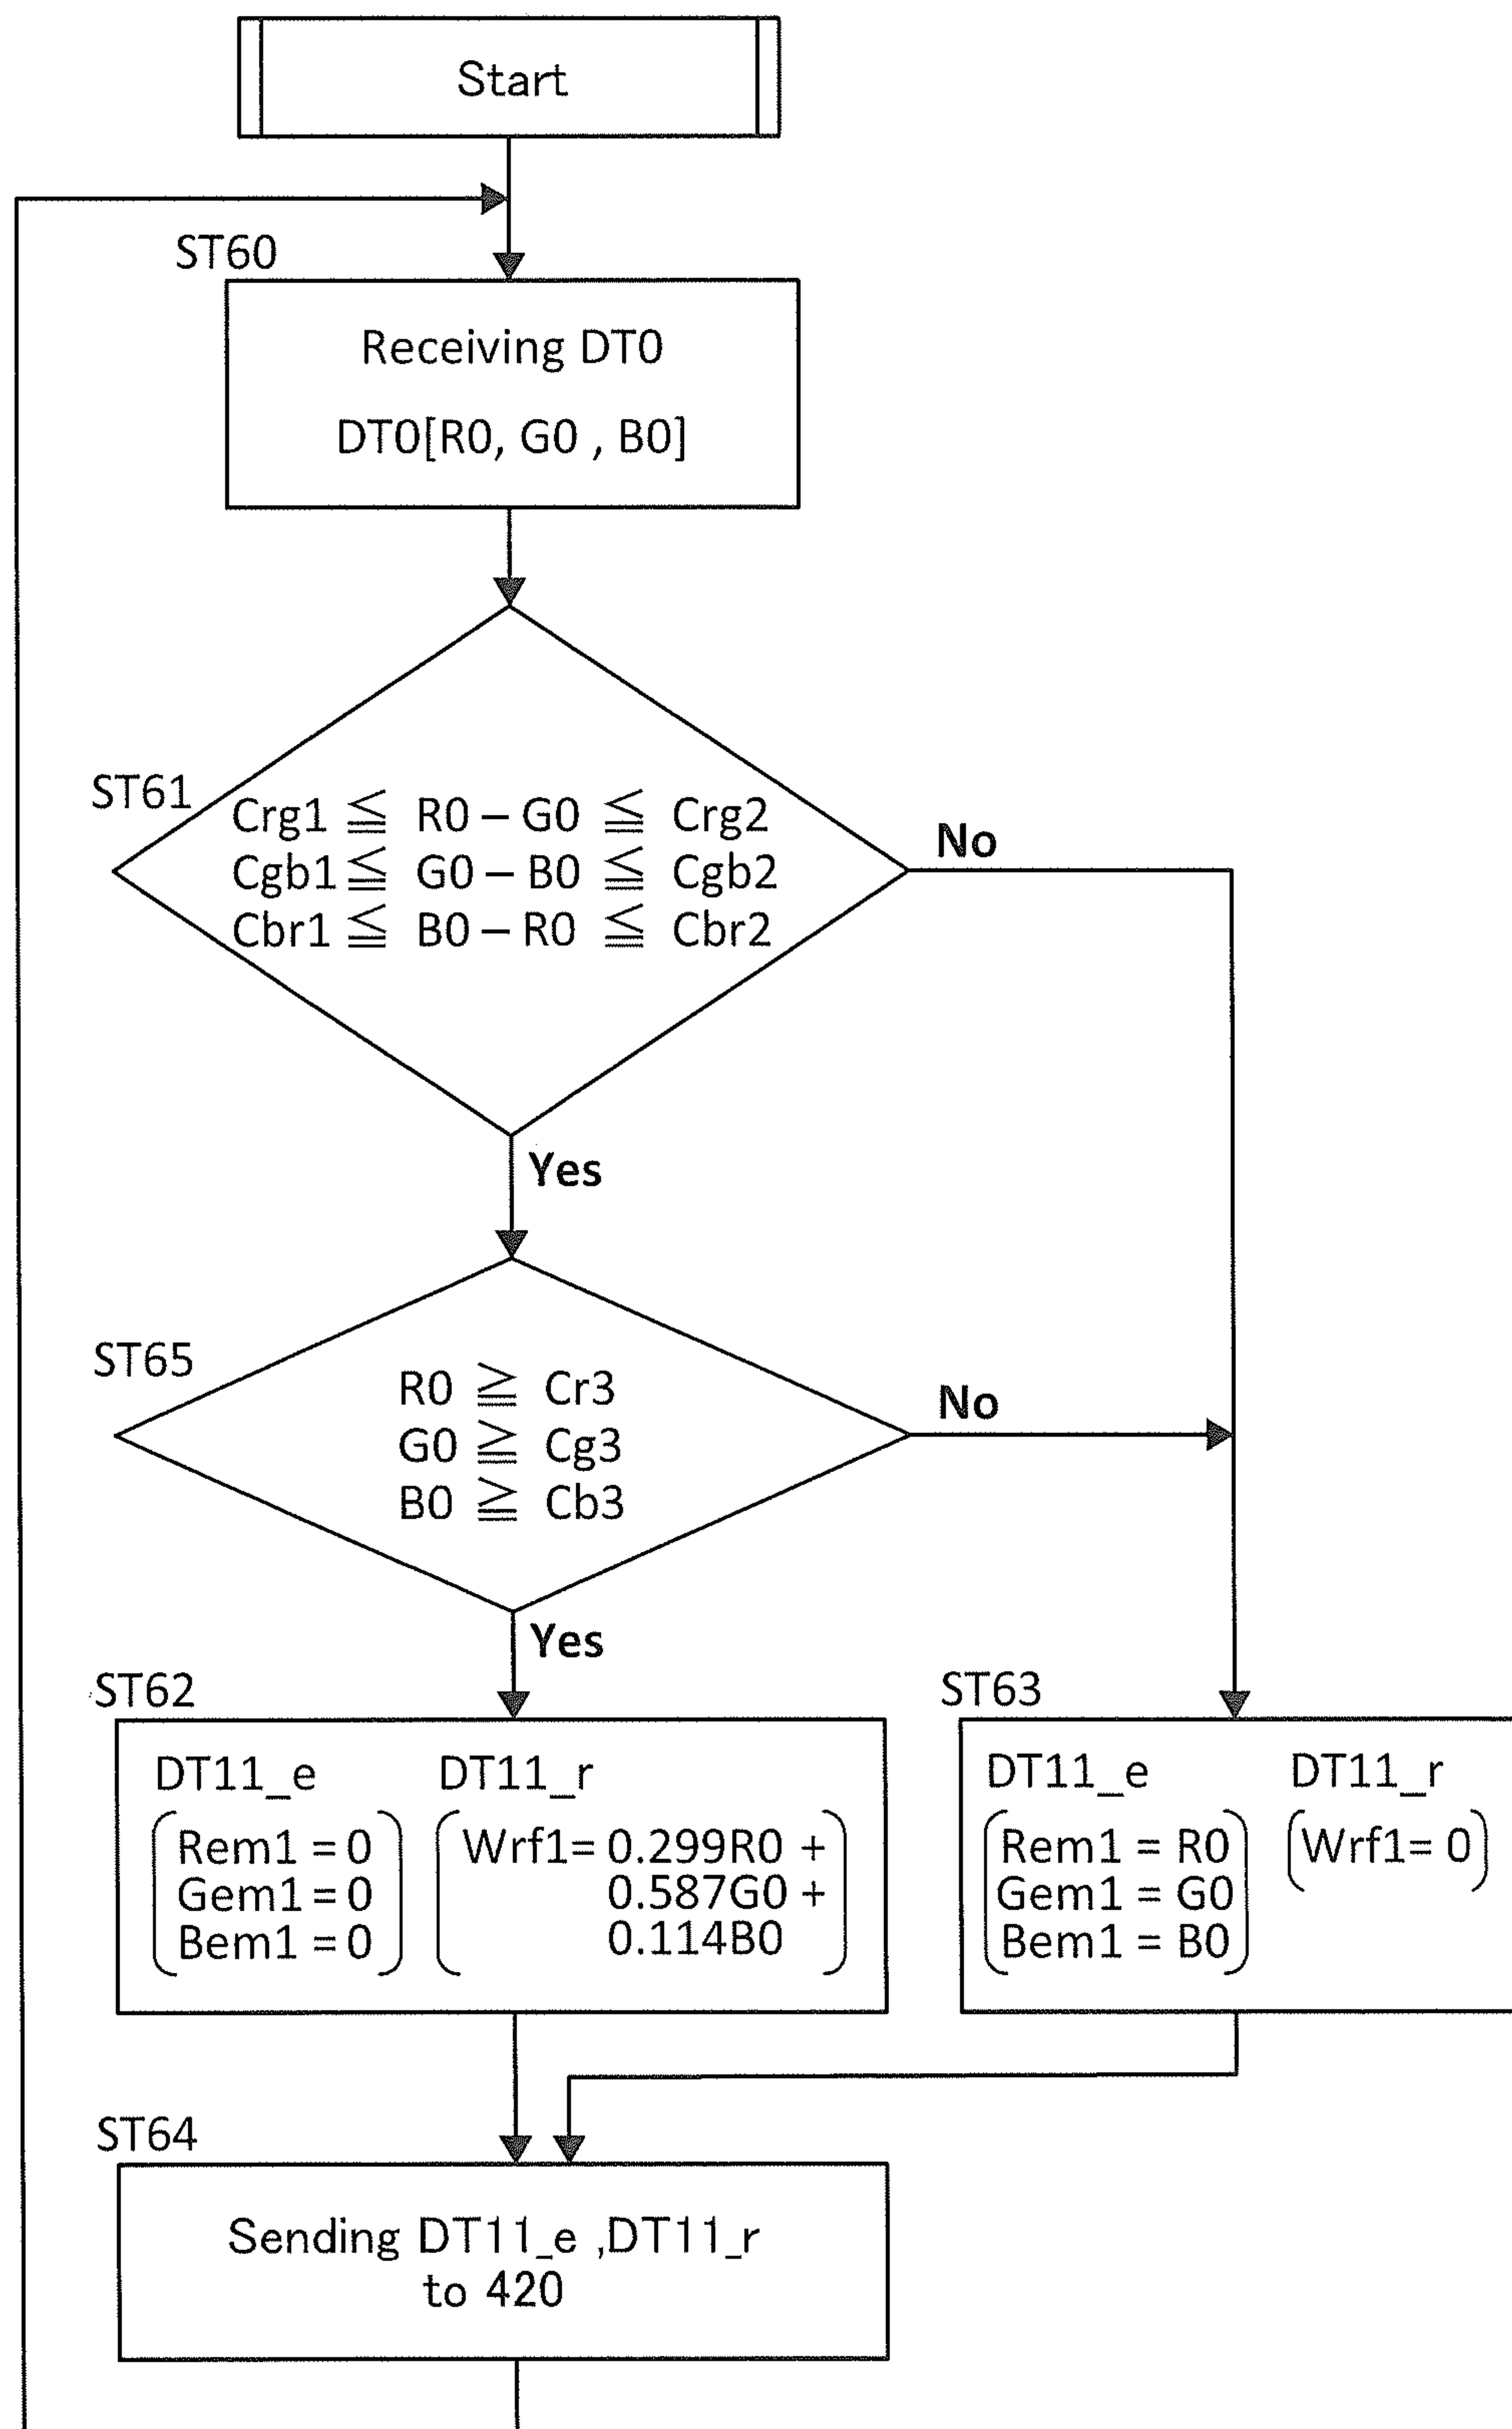 Start
ST60
Receiving DT0
DT0[R0, G0 , B0]
ST61
Crg1 ≦ R0 – G0 ≦ Crg2
Cgb1 ≦ G0 – B0 ≦ Cgb2
Cbr1 ≦ B0 – R0 ≦ Cbr2
No
Yes
ST65
R0 ≧ Cr3
G0 ≧ Cg3
B0 ≧ Cb3
No
Yes
ST62
DT11_e DT11_r
Rem1 = 0 Wrf1= 0.299R0 +
Gem1 = 0 0.587G0 +
Bem1 = 0 0.114B0
ST63
DT11_e DT11_r
Rem1 = R0 Wrf1= 0
Gem1 = G0
Bem1 = B0
ST64
Sending DT11_e ,DT11_r
to 420